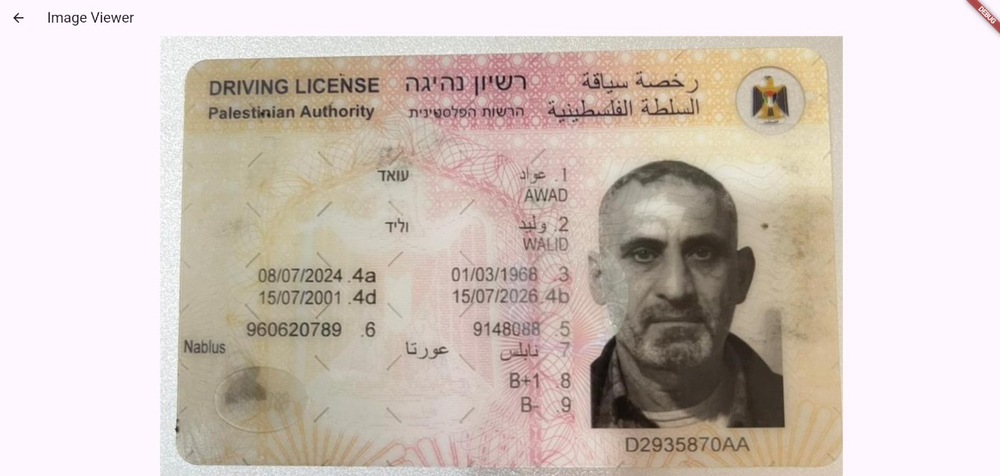 Image Viewer
DEBUG
DRIVING LICENSE רשיון נהיגה رخصة سياقة
Palestinian Authority הרשות הפלסטינית السلطة الفلسطينية
עואד 1. عواد
AWAD
וליד 2. وليد
WALID
08/07/2024 .4a 01/03/1968 3
15/07/2001 .4d 15/07/2026 .4b
960620789 .6 9148088 .5
Nablus عورتا نابلس 7
B+1 .8
B- .9
D2935870AA